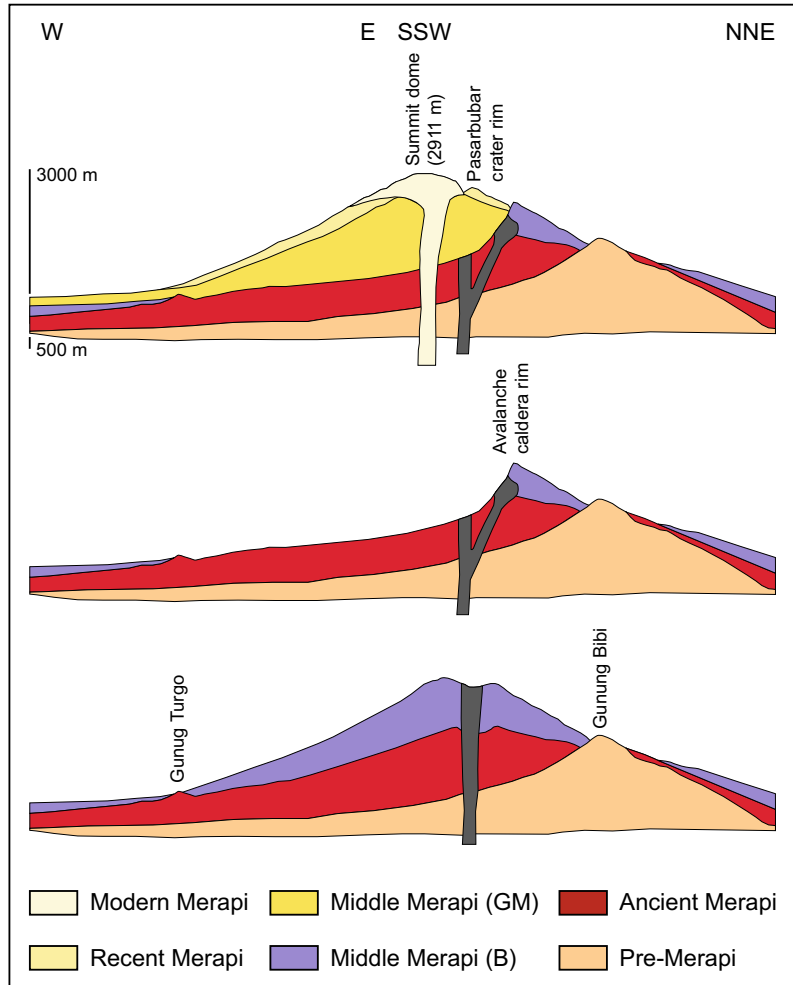 W E SSW NNE
Summit dome
(2911 m)
Pasarbubar
crater rim
3000 m
500 m
Avalanche
caldera rim
Gunug Turgo
Gunung Bibi
Modern Merapi
Middle Merapi (GM)
Ancient Merapi
Recent Merapi
Middle Merapi (B)
Pre-Merapi